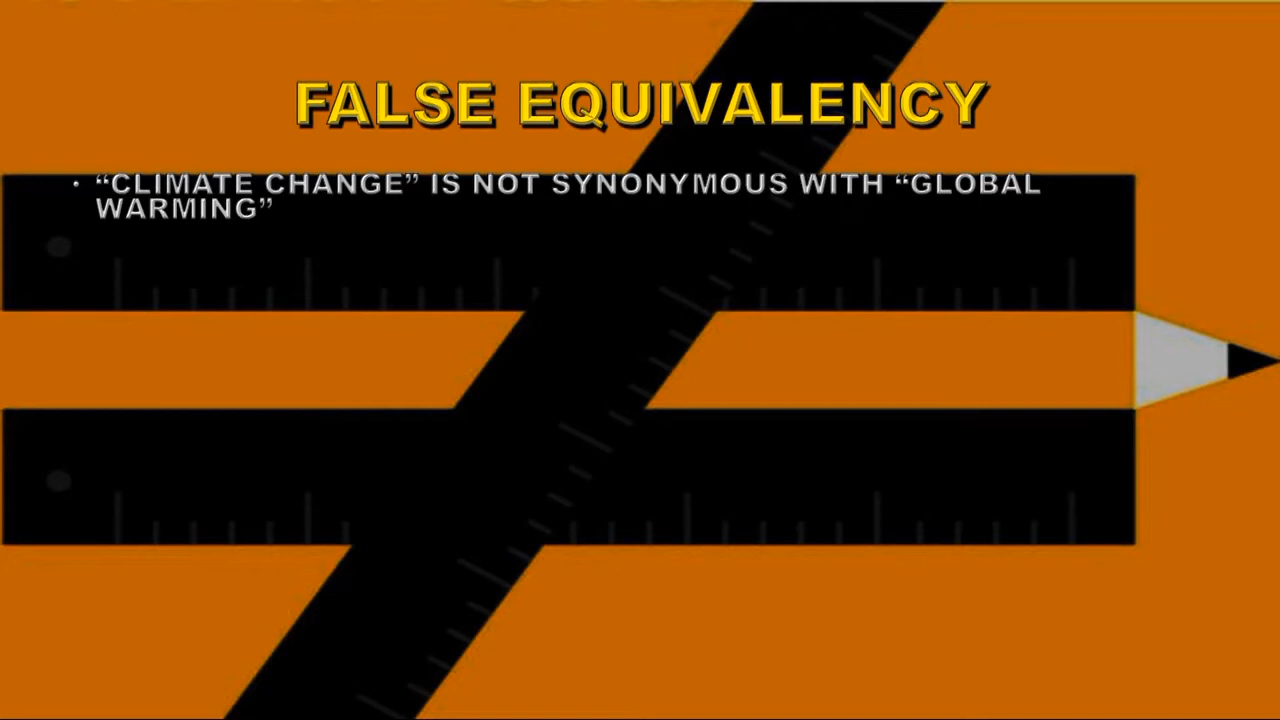 FALSE EQUIVALENCY
• “CLIMATE CHANGE” IS NOT SYNONYMOUS WITH “GLOBAL
WARMING”